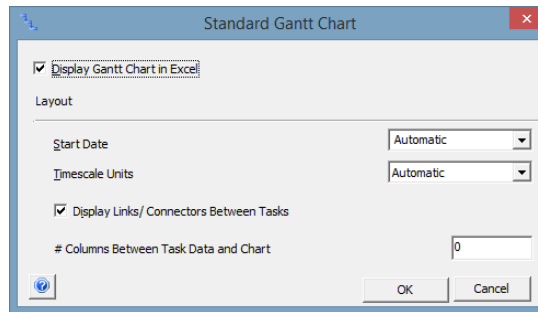 Standard Gantt Chart
Display Gantt Chart in Excel
Layout
Start Date
Automatic
Timescale Units
Automatic
Display Links/ Connectors Between Tasks
# Columns Between Task Data and Chart
0
OK
Cancel